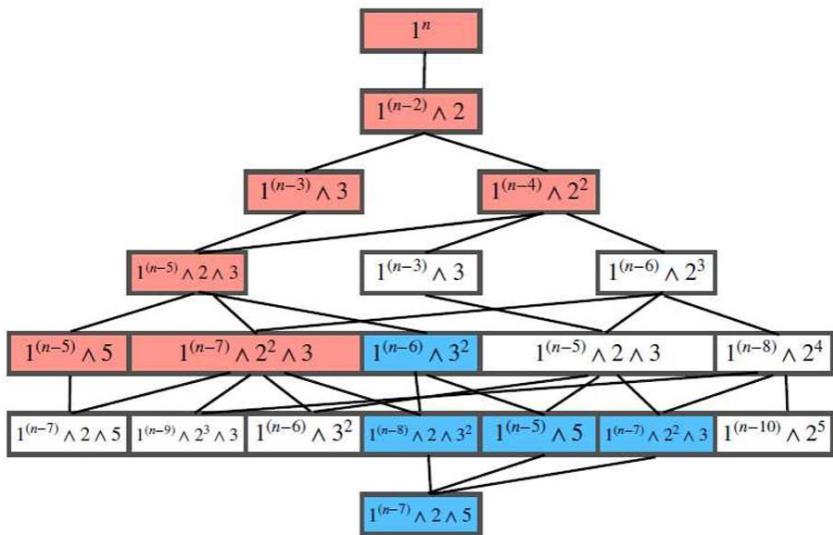 1^n
1^(n−2) ∧ 2
1^(n−3) ∧ 3
1^(n−4) ∧ 2^2
1^(n−5) ∧ 2 ∧ 3
1^(n−3) ∧ 3
1^(n−6) ∧ 2^3
1^(n−5) ∧ 5
1^(n−7) ∧ 2^2 ∧ 3
1^(n−6) ∧ 3^2
1^(n−5) ∧ 2 ∧ 3
1^(n−8) ∧ 2^4
1^(n−7) ∧ 2 ∧ 5
1^(n−9) ∧ 2^3 ∧ 3
1^(n−6) ∧ 3^2
1^(n−8) ∧ 2 ∧ 3^2
1^(n−5) ∧ 5
1^(n−7) ∧ 2^2 ∧ 3
1^(n−10) ∧ 2^5
1^(n−7) ∧ 2 ∧ 5